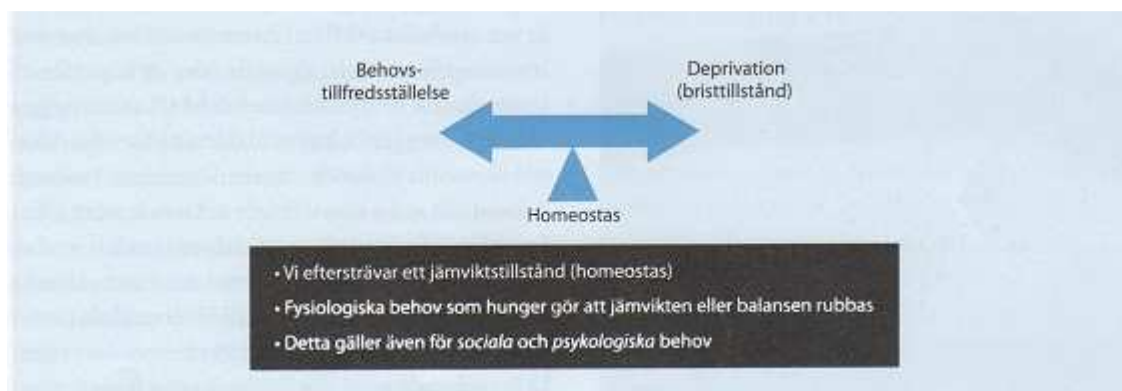 Behovs-
tillfredsställelse
Deprivation
(bristtillstånd)
Homeostas
• Vi eftersträvar ett jämviktstillstånd (homeostas)
• Fysiologiska behov som hunger gör att jämvikten eller balansen rubbas
• Detta gäller även för sociala och psykologiska behov